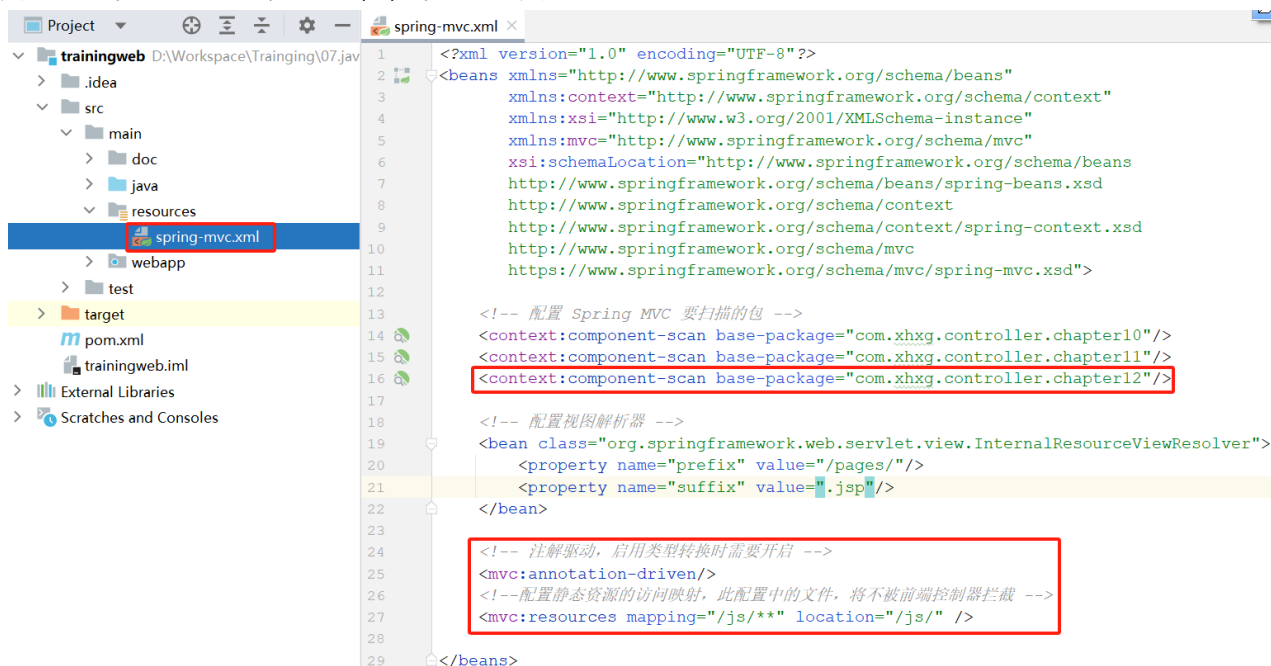 Project
trainingweb D:\Workspace\Trainging\07.jav
.idea
src
main
doc
java
resources
spring-mvc.xml
webapp
test
target
pom.xml
trainingweb.iml
External Libraries
Scratches and Consoles
spring-mvc.xml
1 <?xml version="1.0" encoding="UTF-8"?>
2 <beans xmlns="http://www.springframework.org/schema/beans"
3 xmlns:context="http://www.springframework.org/schema/context"
4 xmlns:xsi="http://www.w3.org/2001/XMLSchema-instance"
5 xmlns:mvc="http://www.springframework.org/schema/mvc"
6 xsi:schemaLocation="http://www.springframework.org/schema/beans
7 http://www.springframework.org/schema/beans/spring-beans.xsd
8 http://www.springframework.org/schema/context
9 http://www.springframework.org/schema/context/spring-context.xsd
10 http://www.springframework.org/schema/mvc
11 https://www.springframework.org/schema/mvc/spring-mvc.xsd">
12
13 <!-- 配置 Spring MVC 要扫描的包 -->
14 <context:component-scan base-package="com.xhxg.controller.chapter10"/>
15 <context:component-scan base-package="com.xhxg.controller.chapter11"/>
16 <context:component-scan base-package="com.xhxg.controller.chapter12"/>
17
18 <!-- 配置视图解析器 -->
19 <bean class="org.springframework.web.servlet.view.InternalResourceViewResolver">
20 <property name="prefix" value="/pages/"/>
21 <property name="suffix" value=".jsp"/>
22 </bean>
23
24 <!-- 注解驱动，启用类型转换时需要开启 -->
25 <mvc:annotation-driven/>
26 <!--配置静态资源的访问映射，此配置中的文件，将不被前端控制器拦截 -->
27 <mvc:resources mapping="/js/**" location="/js/" />
28
29 </beans>